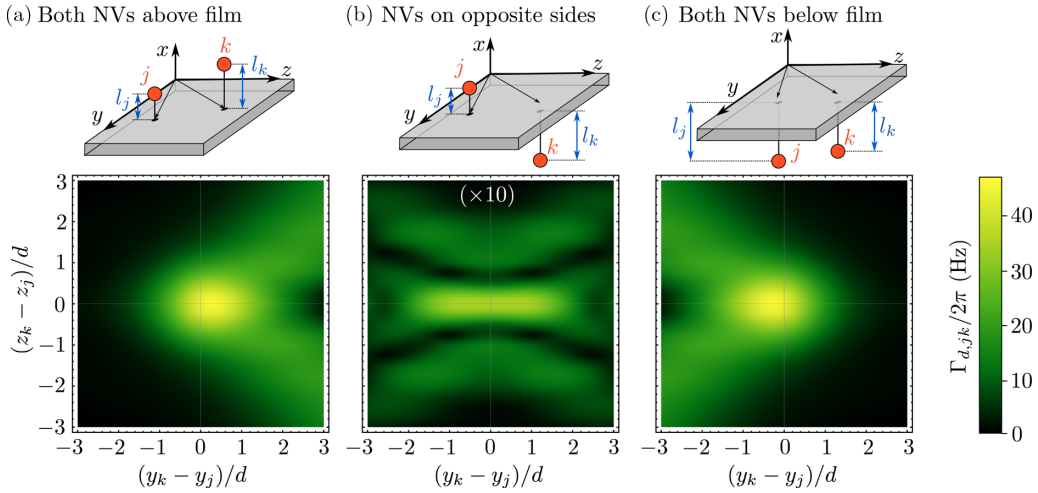 (a) Both NVs above film
(b) NVs on opposite sides
(c) Both NVs below film
x
k
l_k
z
j
l_j
y
x
z
j
l_j
y
l_k
k
x
z
y
l_j
l_k
k
j
3
2
1
0
−1
−2
−3
(z_k − z_j)/d
(×10)
−3 −2 −1 0 1 2 3
−3 −2 −1 0 1 2 3
−3 −2 −1 0 1 2 3
(y_k − y_j)/d
(y_k − y_j)/d
(y_k − y_j)/d
40
30
20
10
0
Γ_{d,jk}/2π (Hz)